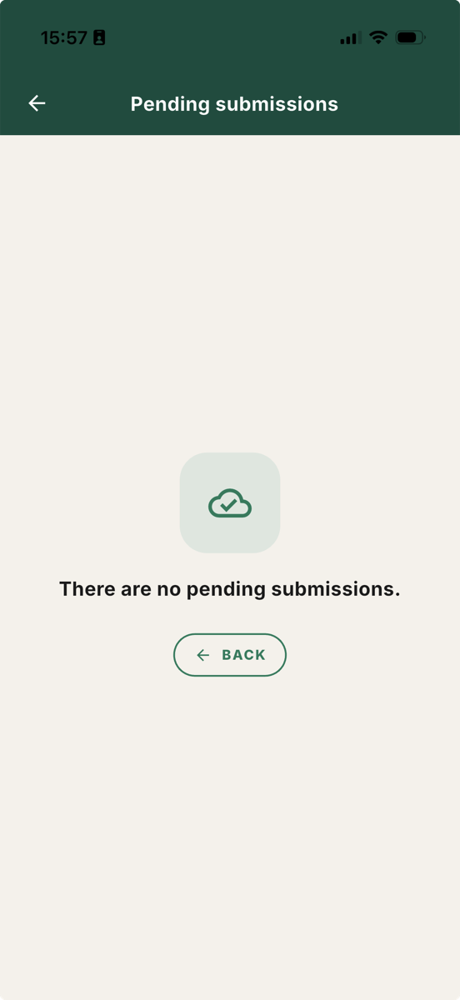 15:57
Pending submissions
There are no pending submissions.
BACK